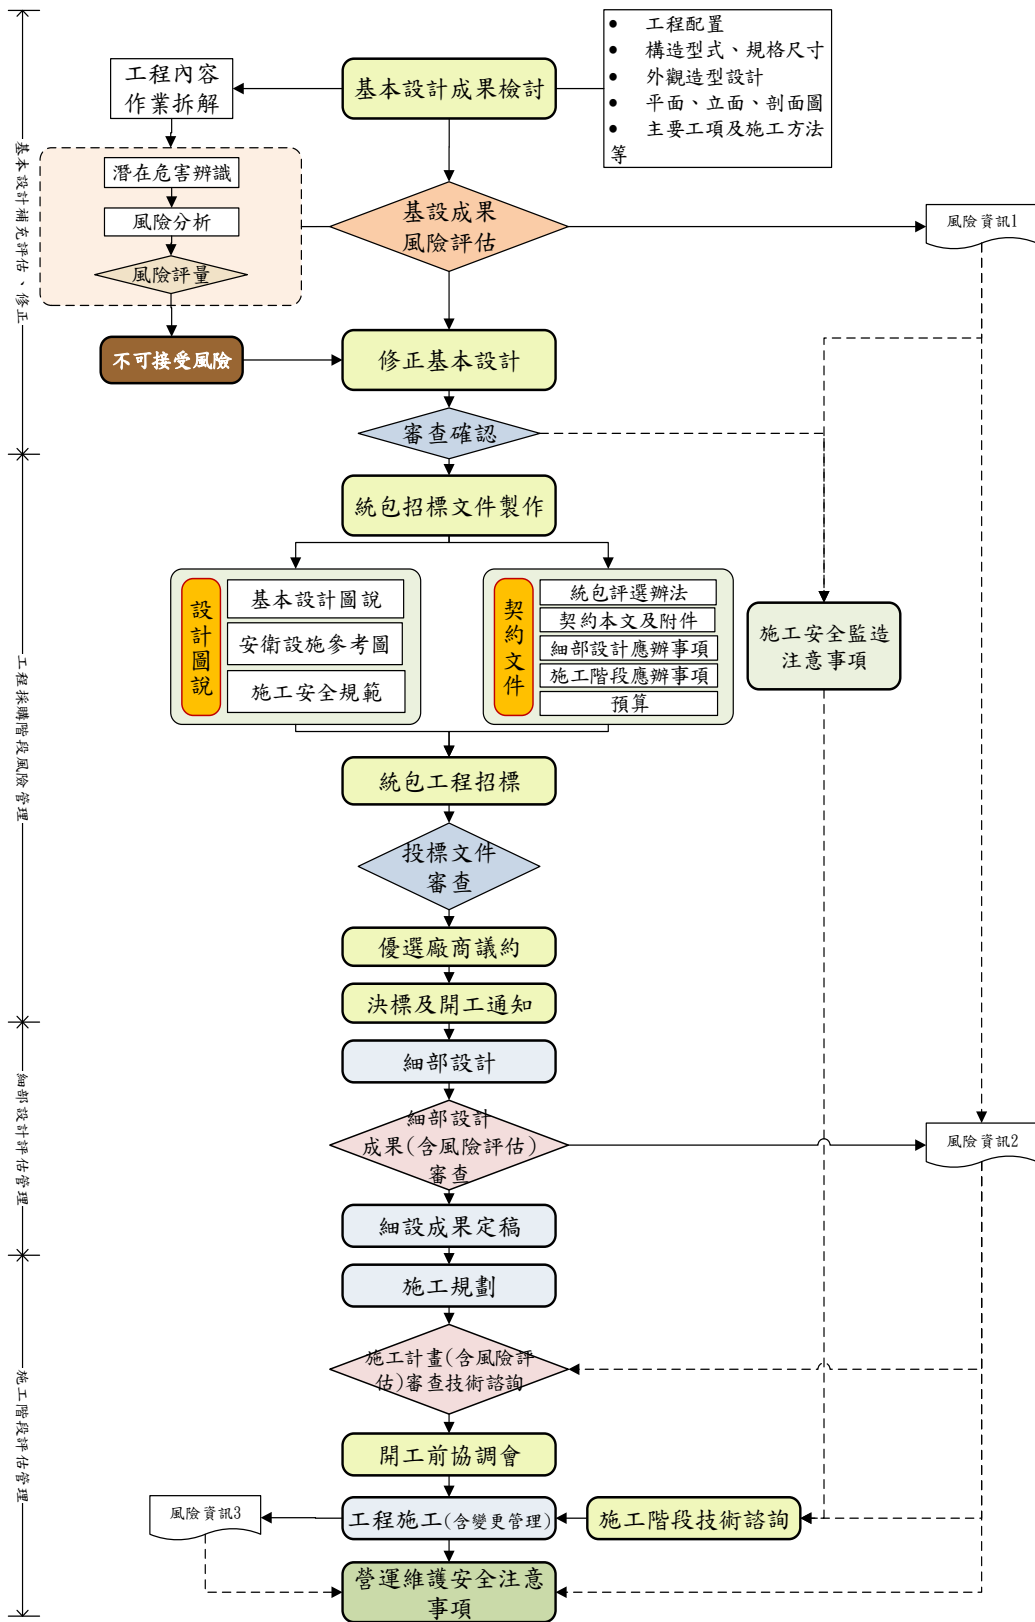 ● 工程配置
● 構造型式、規格尺寸
● 外觀造型設計
● 平面、立面、剖面圖
● 主要工項及施工方法
等
工程內容
作業拆解
基本設計成果檢討
基本設計補充評估、修正
潛在危害辨識
風險分析
風險評量
基設成果
風險評估
風險資訊1
不可接受風險
修正基本設計
審查確認
工程採購階段風險管理
統包招標文件製作
設計圖說
基本設計圖說
安衛設施參考圖
施工安全規範
契約文件
統包評選辦法
契約本文及附件
細部設計應辦事項
施工階段應辦事項
預算
施工安全監造
注意事項
統包工程招標
投標文件
審查
優選廠商議約
決標及開工通知
細部設計評估管理
細部設計
細部設計
成果(含風險評估)
審查
風險資訊2
細設成果定稿
施工階段評估管理
施工規劃
施工計畫(含風險評
估)審查技術諮詢
開工前協調會
風險資訊3
工程施工(含變更管理)
施工階段技術諮詢
營運維護安全注意
事項